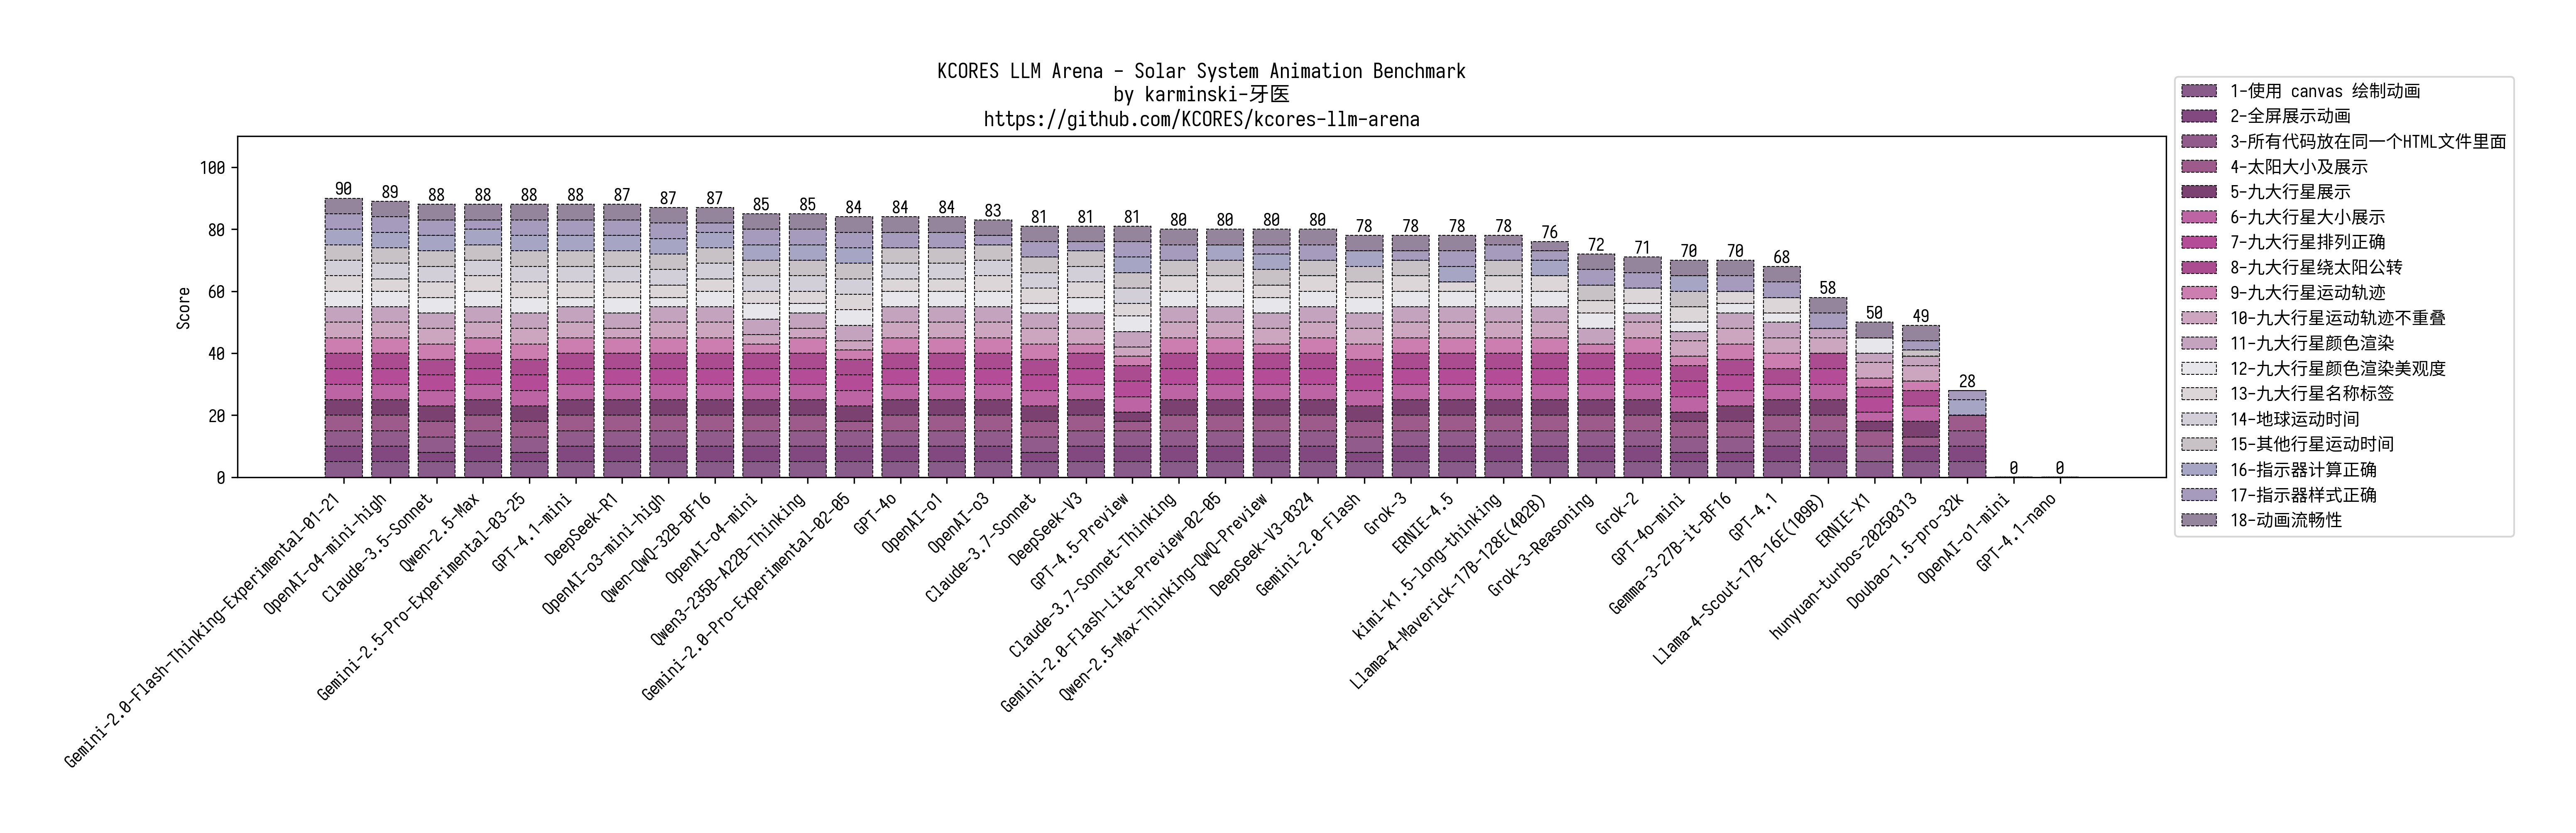 KCORES LLM Arena - Solar System Animation Benchmark
by karminski-牙医
https://github.com/KCORES/kcores-llm-arena
Score
100
80
60
40
20
0
90
89
88
88
88
88
87
87
87
85
85
84
84
84
83
81
81
81
80
80
80
80
78
78
78
78
76
72
71
70
70
68
58
50
49
28
0
0
Gemini-2.0-Flash-Thinking-Experimental-01-21
OpenAI-o4-mini-high
Claude-3.5-Sonnet
Qwen-2.5-Max
Gemini-2.5-Pro-Experimental-03-25
GPT-4.1-mini
DeepSeek-R1
OpenAI-o3-mini-high
Qwen-QwQ-32B-BF16
OpenAI-o4-mini
Qwen3-235B-A22B-Thinking
Gemini-2.0-Pro-Experimental-02-05
GPT-4o
OpenAI-o1
OpenAI-o3
Claude-3.7-Sonnet
DeepSeek-V3
GPT-4.5-Preview
Claude-3.7-Sonnet-Thinking
Gemini-2.0-Flash-Lite-Preview-02-05
Qwen-2.5-Max-Thinking-QwQ-Preview
DeepSeek-V3-0324
Gemini-2.0-Flash
Grok-3
ERNIE-4.5
kimi-k1.5-long-thinking
Llama-4-Maverick-17B-128E(402B)
Grok-3-Reasoning
Grok-2
GPT-4o-mini
Gemma-3-27B-it-BF16
GPT-4.1
Llama-4-Scout-17B-16E(109B)
ERNIE-X1
hunyuan-turbos-20250313
Doubao-1.5-pro-32k
OpenAI-o1-mini
GPT-4.1-nano
1-使用 canvas 绘制动画
2-全屏展示动画
3-所有代码放在同一个HTML文件里面
4-太阳大小及展示
5-九大行星展示
6-九大行星大小展示
7-九大行星排列正确
8-九大行星绕太阳公转
9-九大行星运动轨迹
10-九大行星运动轨迹不重叠
11-九大行星颜色渲染
12-九大行星颜色渲染美观度
13-九大行星名称标签
14-地球运动时间
15-其他行星运动时间
16-指示器计算正确
17-指示器样式正确
18-动画流畅性